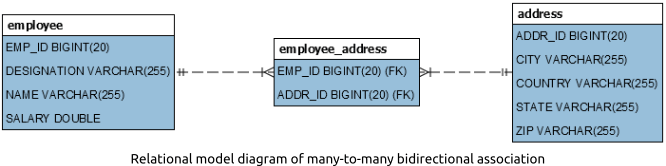 employee
EMP_ID BIGINT(20)
DESIGNATION VARCHAR(255)
NAME VARCHAR(255)
SALARY DOUBLE
employee_address
EMP_ID BIGINT(20) (FK)
ADDR_ID BIGINT(20) (FK)
address
ADDR_ID BIGINT(20)
CITY VARCHAR(255)
COUNTRY VARCHAR(255)
STATE VARCHAR(255)
ZIP VARCHAR(255)
Relational model diagram of many-to-many bidirectional association